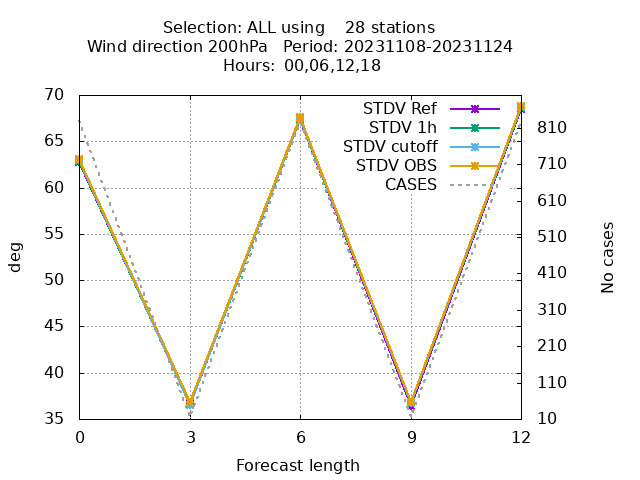 Selection: ALL using    28 stations
Wind direction 200hPa   Period: 20231108-20231124
Hours: 00,06,12,18
STDV Ref
STDV 1h
STDV cutoff
STDV OBS
CASES
70
65
60
55
50
45
40
35
deg
810
710
610
510
410
310
210
110
10
No cases
0
3
6
9
12
Forecast length